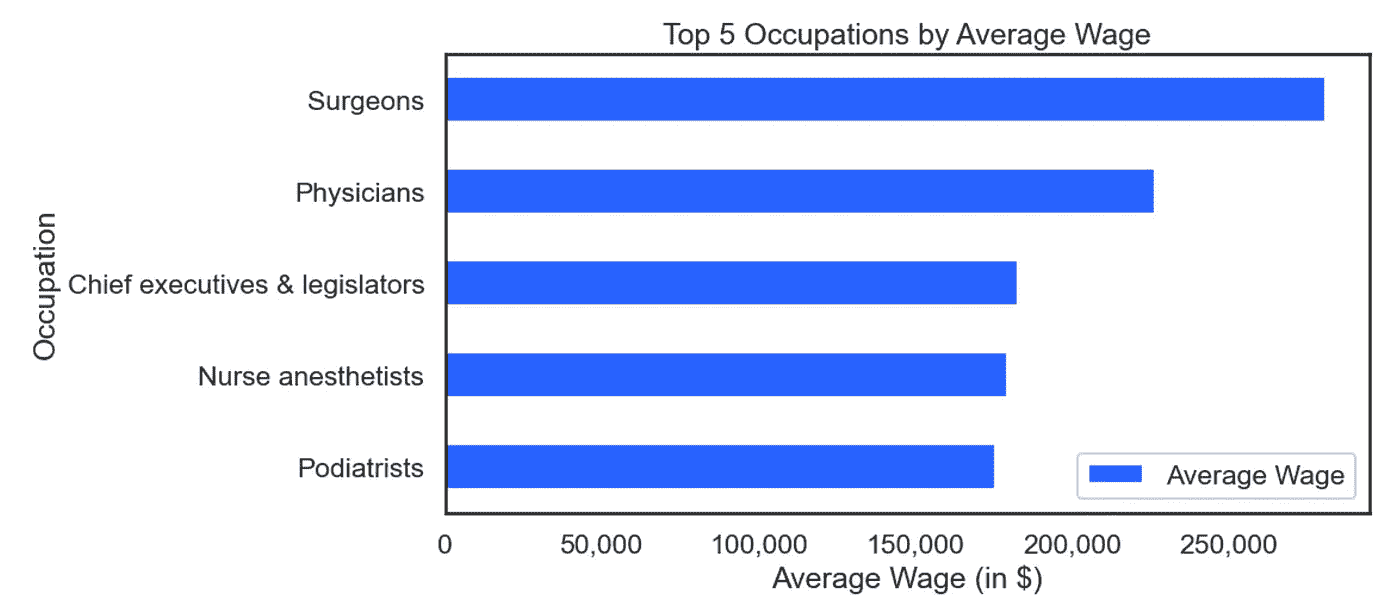 Top 5 Occupations by Average Wage
Surgeons
Physicians
Chief executives & legislators
Nurse anesthetists
Podiatrists
Occupation
Average Wage
0 50,000 100,000 150,000 200,000 250,000
Average Wage (in $)